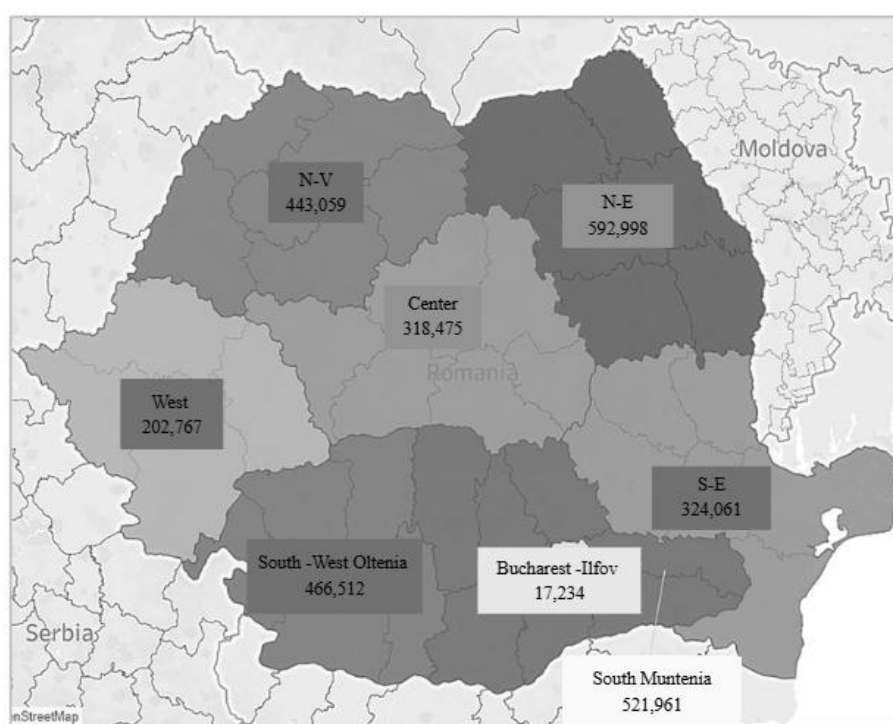 Moldova
N-V
443,059
N-E
592,998
Center
318,475
Romania
West
202,767
S-E
324,061
South -West Oltenia
466,512
Bucharest -Ilfov
17,234
Serbia
South Muntenia
521,961
nStreetMap